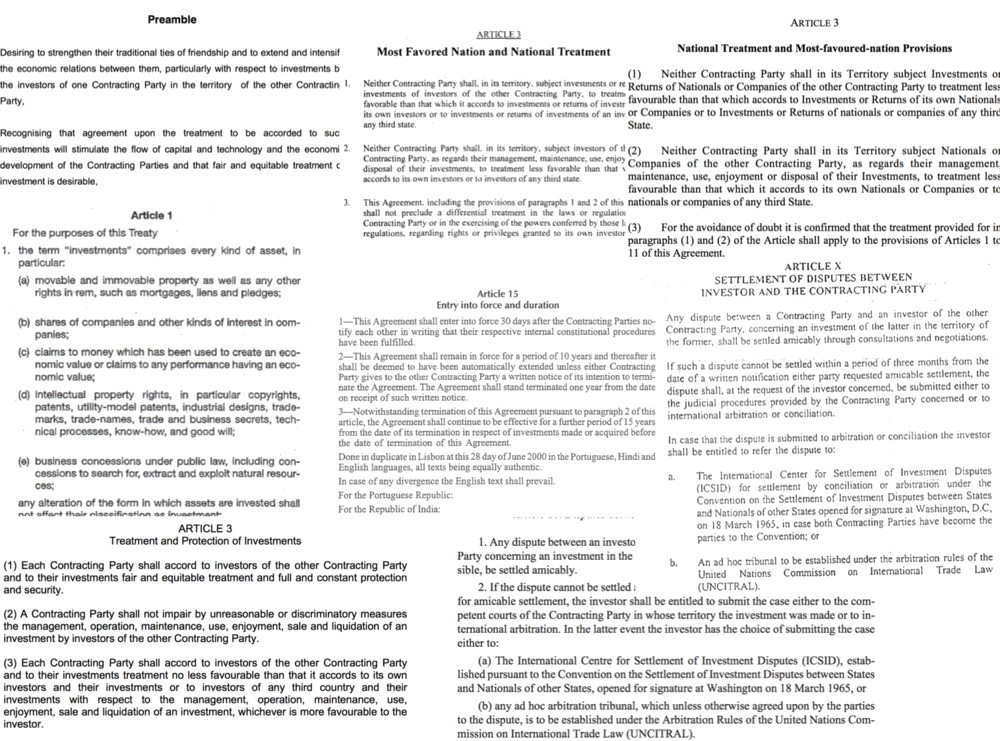 Preamble
Desiring to strengthen their traditional ties of friendship and to extend and intensif
the economic relations between them, particularly with respect to investments b
the investors of one Contracting Party in the territory of the other Contractin
Party,
Recognising that agreement upon the treatment to be accorded to suc
investments will stimulate the flow of capital and technology and the economi
development of the Contracting Parties and that fair and equitable treatment c
investment is desirable,
Article 1
For the purposes of this Treaty
1. the term "investments" comprises every kind of asset, in
particular:
(a) movable and immovable property as well as any other
rights in rem, such as mortgages, liens and pledges;
(b) shares of companies and other kinds of interest in com-
panies;
(c) claims to money which has been used to create an eco-
nomic value or claims to any performance having an eco-
nomic value;
(d) Intellectual property rights, in particular copyrights,
patents, utility-model patents, industrial designs, trade-
marks, trade-names, trade and business secrets, tech-
nical processes, know-how, and good will;
(e) business concessions under public law, including con-
cessions to search for, extract and exploit natural resour-
ces;
any alteration of the form in which assets are invested shall
not affect their classification as investment;
ARTICLE 3
Treatment and Protection of Investments
(1) Each Contracting Party shall accord to investors of the other Contracting Party
and to their investments fair and equitable treatment and full and constant protection
and security.
(2) A Contracting Party shall not impair by unreasonable or discriminatory measures
the management, operation, maintenance, use, enjoyment, sale and liquidation of an
investment by investors of the other Contracting Party.
(3) Each Contracting Party shall accord to investors of the other Contracting Party
and to their investments treatment no less favourable than that it accords to its own
investors and their investments or to investors of any third country and their
investments with respect to the management, operation, maintenance, use,
enjoyment, sale and liquidation of an investment, whichever is more favourable to the
investor.
ARTICLE 3
Most Favored Nation and National Treatment
1. Neither Contracting Party shall, in its territory, subject investments or re
investments of investors of the other Contracting Party, to treatm
favorable than that which it accords to investments or returns of investr
its own investors or to investments or returns of investments of an inv
any third state.
2. Neither Contracting Party shall, in its territory, subject investors of t
Contracting Party, as regards their management, maintenance, use, enjoy
disposal of their investments, to treatment less favorable than that
accords to its own investors or to investors of any third state.
3. This Agreement, including the provisions of paragraphs 1 and 2 of this
shall not preclude a differential treatment in the laws or regulation
Contracting Party or in the exercising of the powers conferred by those l
regulations, regarding rights or privileges granted to its own investor
Article 15
Entry into force and duration
1—This Agreement shall enter into force 30 days after the Contracting Parties no-
tify each other in writing that their respective internal constitutional procedures
have been fulfilled.
2—This Agreement shall remain in force for a period of 10 years and thereafter it
shall be deemed to have been automatically extended unless either Contracting
Party gives to the other Contracting Party a written notice of its intention to termi-
nate the Agreement. The Agreement shall stand terminated one year from the date
on receipt of such written notice.
3—Notwithstanding termination of this Agreement pursuant to paragraph 2 of this
article, the Agreement shall continue to be effective for a further period of 15 years
from the date of its termination in respect of investments made or acquired before
the date of termination of this Agreement.
Done in duplicate in Lisbon at this 28 day of June 2000 in the Portuguese, Hindi and
English languages, all texts being equally authentic.
In case of any divergence the English text shall prevail.
For the Portuguese Republic:
For the Republic of India:
1. Any dispute between an investo
Party concerning an investment in the
sible, be settled amicably.
2. If the dispute cannot be settled
for amicable settlement, the investor shall be entitled to submit the case either to the com-
petent courts of the Contracting Party in whose territory the investment was made or to in-
ternational arbitration. In the latter event the investor has the choice of submitting the case
either to:
(a) The International Centre for Settlement of Investment Disputes (ICSID), estab-
lished pursuant to the Convention on the Settlement of Investment Disputes between States
and Nationals of other States, opened for signature at Washington on 18 March 1965, or
(b) any ad hoc arbitration tribunal, which unless otherwise agreed upon by the parties
to the dispute, is to be established under the Arbitration Rules of the United Nations Com-
mission on International Trade Law (UNCITRAL).
ARTICLE 3
National Treatment and Most-favoured-nation Provisions
(1) Neither Contracting Party shall in its Territory subject Investments or
Returns of Nationals or Companies of the other Contracting Party to treatment less
favourable than that which accords to Investments or Returns of its own Nationals
or Companies or to Investments or Returns of nationals or companies of any third
State.
(2) Neither Contracting Party shall in its Territory subject Nationals or
Companies of the other Contracting Party, as regards their management,
maintenance, use, enjoyment or disposal of their Investments, to treatment less
favourable than that which it accords to its own Nationals or Companies or to
nationals or companies of any third State.
(3) For the avoidance of doubt it is confirmed that the treatment provided for in
paragraphs (1) and (2) of the Article shall apply to the provisions of Articles 1 to
11 of this Agreement.
ARTICLE X
SETTLEMENT OF DISPUTES BETWEEN
INVESTOR AND THE CONTRACTING PARTY
Any dispute between a Contracting Party and an investor of the other
Contracting Party, concerning an investment of the latter in the territory of
the former, shall be settled amicably through consultations and negotiations.
If such a dispute cannot be settled within a period of three months from the
date of a written notification either party requested amicable settlement, the
dispute shall, at the request of the investor concerned, be submitted either to
the judicial procedures provided by the Contracting Party concerned or to
international arbitration or conciliation.
In case that the dispute is submitted to arbitration or conciliation the investor
shall be entitled to refer the dispute to:
a. The International Center for Settlement of Investment Disputes
(ICSID) for settlement by conciliation or arbitration under the
Convention on the Settlement of Investment Disputes between States
and Nationals of other States opened for signature at Washington, D.C,
on 18 March 1965, in case both Contracting Parties have become the
parties to the Convention; or
b. An ad hoc tribunal to be established under the arbitration rules of the
United Nations Commission on International Trade Law
(UNCITRAL).